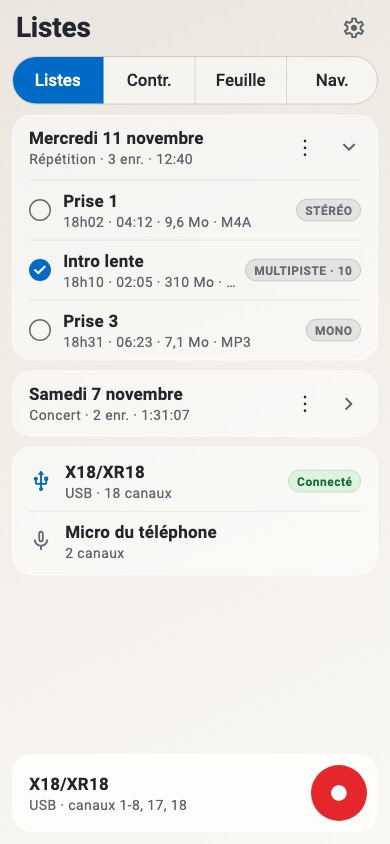 Listes
Listes
Contr.
Feuille
Nav.
Mercredi 11 novembre
Répétition · 3 enr. · 12:40
Prise 1
18h02 · 04:12 · 9,6 Mo · M4A
STÉRÉO
Intro lente
18h10 · 02:05 · 310 Mo · …
MULTIPISTE · 10
Prise 3
18h31 · 06:23 · 7,1 Mo · MP3
MONO
Samedi 7 novembre
Concert · 2 enr. · 1:31:07
X18/XR18
USB · 18 canaux
Connecté
Micro du téléphone
2 canaux
X18/XR18
USB · canaux 1-8, 17, 18